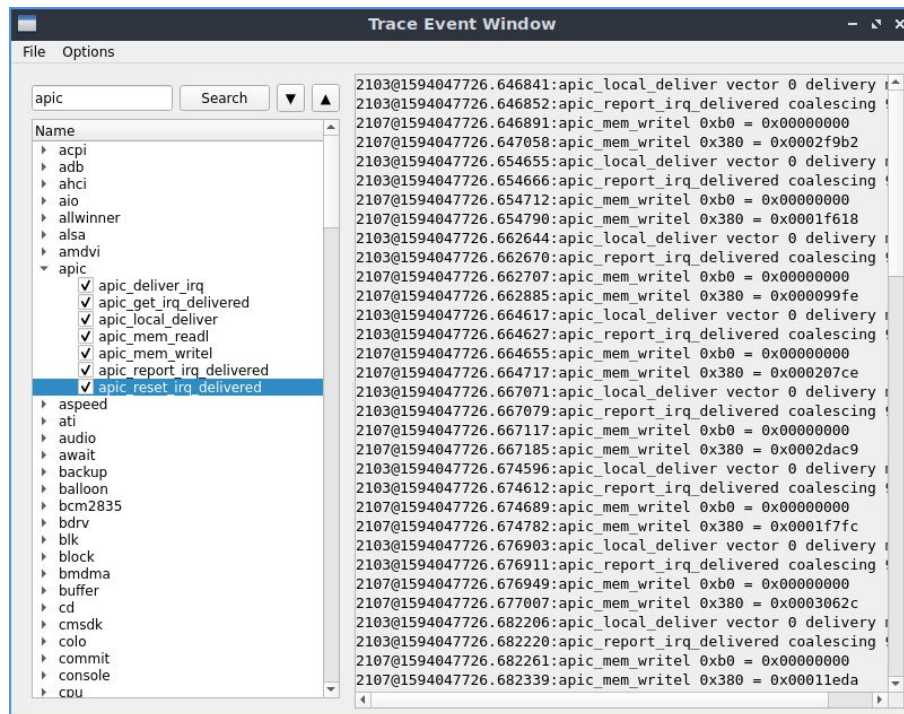 Trace Event Window
File Options
apic
Search
Name
acpi
adb
ahci
aio
allwinner
alsa
amdvi
apic
apic_deliver_irq
apic_get_irq_delivered
apic_local_deliver
apic_mem_readl
apic_mem_writel
apic_report_irq_delivered
apic_reset_irq_delivered
aspeed
ati
audio
await
backup
balloon
bcm2835
bdrv
blk
block
bmdma
buffer
cd
cmsdk
colo
commit
console
cpu
2103@1594047726.646841:apic_local_deliver vector 0 delivery
2103@1594047726.646852:apic_report_irq_delivered coalescing
2107@1594047726.646891:apic_mem_writel 0xb0 = 0x00000000
2107@1594047726.647058:apic_mem_writel 0x380 = 0x0002f9b2
2103@1594047726.654655:apic_local_deliver vector 0 delivery
2103@1594047726.654666:apic_report_irq_delivered coalescing
2107@1594047726.654712:apic_mem_writel 0xb0 = 0x00000000
2107@1594047726.654790:apic_mem_writel 0x380 = 0x0001f618
2103@1594047726.662644:apic_local_deliver vector 0 delivery
2103@1594047726.662670:apic_report_irq_delivered coalescing
2107@1594047726.662707:apic_mem_writel 0xb0 = 0x00000000
2107@1594047726.662885:apic_mem_writel 0x380 = 0x000099fe
2103@1594047726.664617:apic_local_deliver vector 0 delivery
2103@1594047726.664627:apic_report_irq_delivered coalescing
2107@1594047726.664655:apic_mem_writel 0xb0 = 0x00000000
2107@1594047726.664717:apic_mem_writel 0x380 = 0x000207ce
2103@1594047726.667071:apic_local_deliver vector 0 delivery
2103@1594047726.667079:apic_report_irq_delivered coalescing
2107@1594047726.667117:apic_mem_writel 0xb0 = 0x00000000
2107@1594047726.667185:apic_mem_writel 0x380 = 0x0002dac9
2103@1594047726.674596:apic_local_deliver vector 0 delivery
2103@1594047726.674612:apic_report_irq_delivered coalescing
2107@1594047726.674689:apic_mem_writel 0xb0 = 0x00000000
2107@1594047726.674782:apic_mem_writel 0x380 = 0x0001f7fc
2103@1594047726.676903:apic_local_deliver vector 0 delivery
2103@1594047726.676911:apic_report_irq_delivered coalescing
2107@1594047726.676949:apic_mem_writel 0xb0 = 0x00000000
2107@1594047726.677007:apic_mem_writel 0x380 = 0x0003062c
2103@1594047726.682206:apic_local_deliver vector 0 delivery
2103@1594047726.682220:apic_report_irq_delivered coalescing
2107@1594047726.682261:apic_mem_writel 0xb0 = 0x00000000
2107@1594047726.682339:apic_mem_writel 0x380 = 0x00011eda